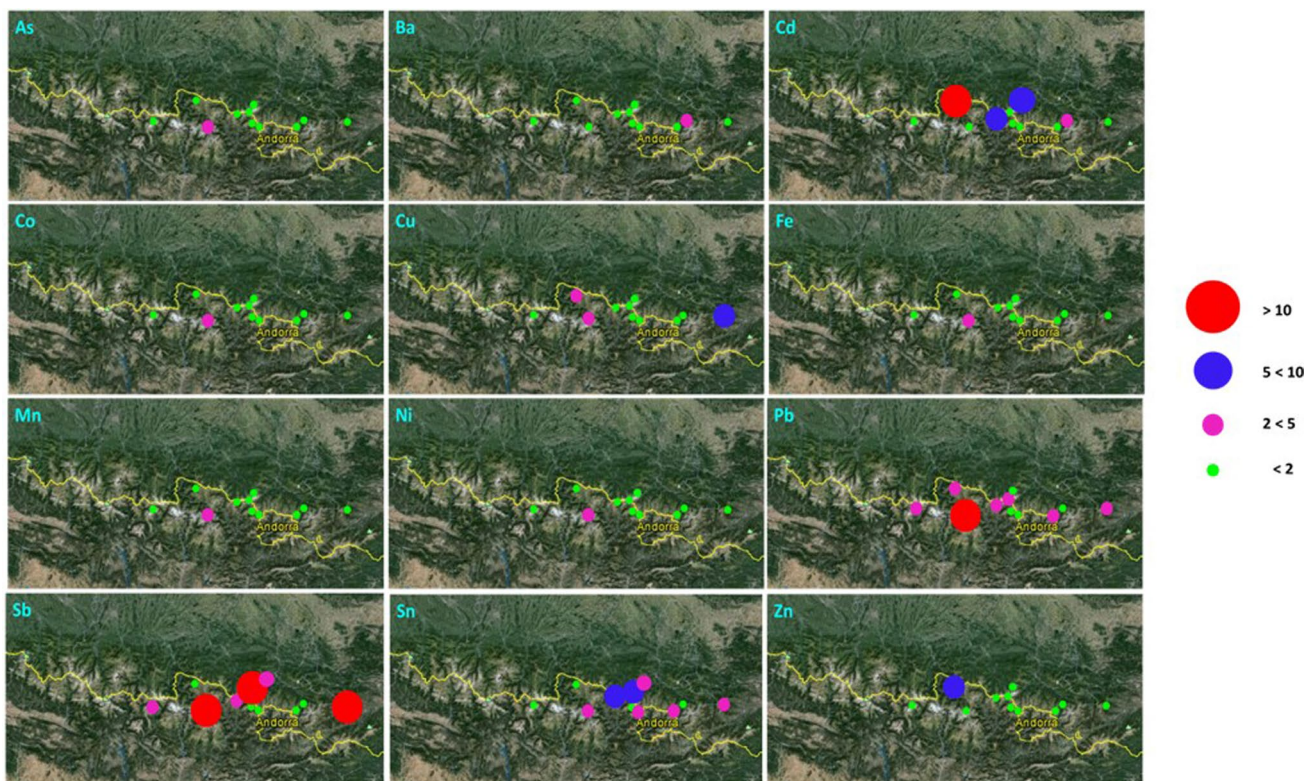 As
Ba
Cd
Andorra
Andorra
Andorra
Co
Cu
Fe
Andorra
Andorra
Andorra
> 10
5 < 10
2 < 5
< 2
Mn
Ni
Pb
Andorra
Andorra
Andorra
Sb
Sn
Zn
Andorra
Andorra
Andorra